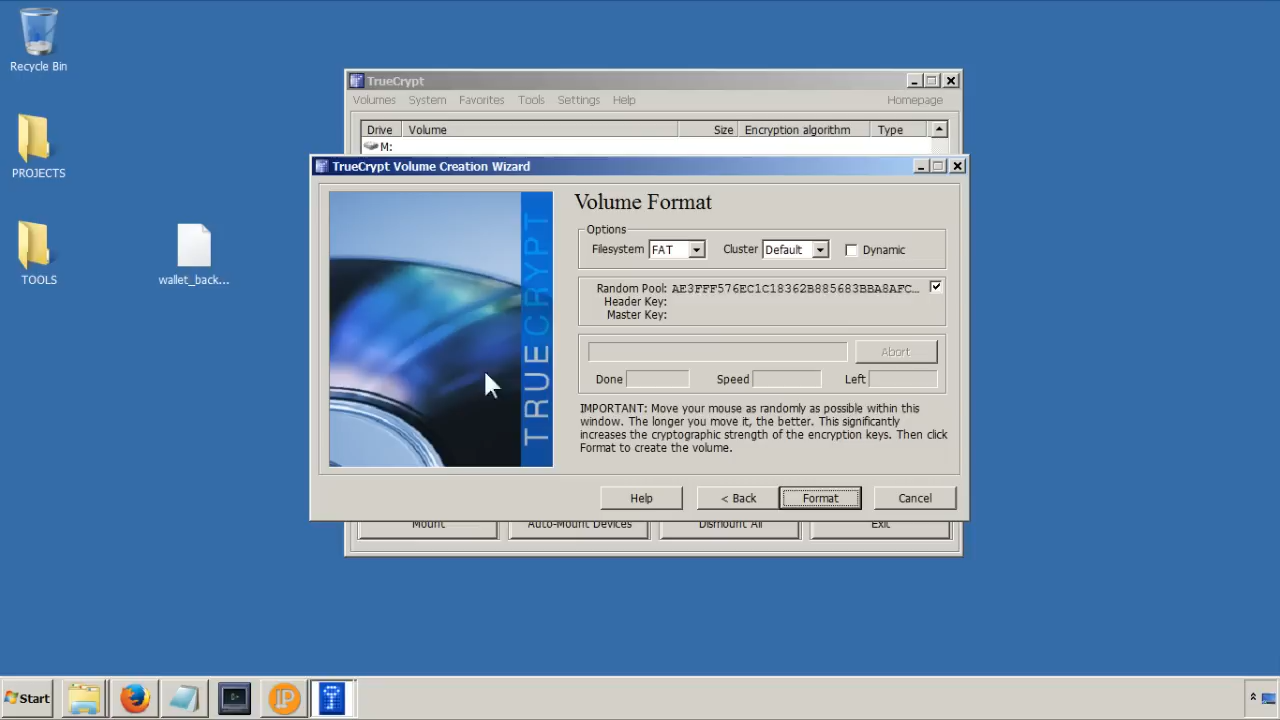 Recycle Bin
PROJECTS
TOOLS
wallet_back...
TrueCrypt
Volumes System Favorites Tools Settings Help Homepage
Drive Volume Size Encryption algorithm Type
M:
TrueCrypt Volume Creation Wizard
TRUECRYPT
Volume Format
Options
Filesystem FAT Cluster Default Dynamic
Random Pool: AE3FFF576EC1C18362B885683BBA8AFC...
Header Key:
Master Key:
Abort
Done Speed Left
IMPORTANT: Move your mouse as randomly as possible within this
window. The longer you move it, the better. This significantly
increases the cryptographic strength of the encryption keys. Then click
Format to create the volume.
Help < Back Format Cancel
Mount Auto-Mount Devices Dismount All Exit
Start IP